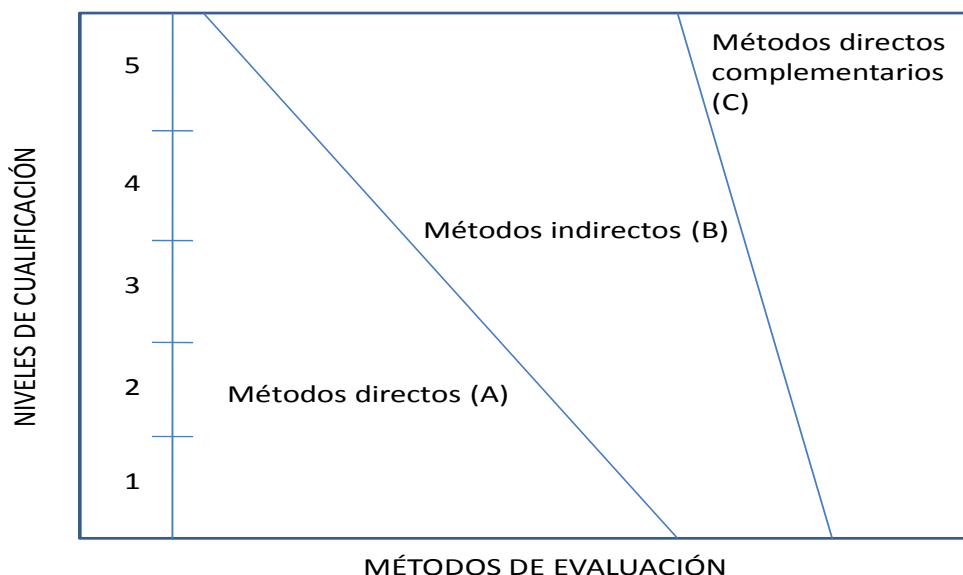 Métodos directos
complementarios
(C)
5
4
Métodos indirectos (B)
3
2
Métodos directos (A)
1
NIVELES DE CUALIFICACIÓN
MÉTODOS DE EVALUACIÓN